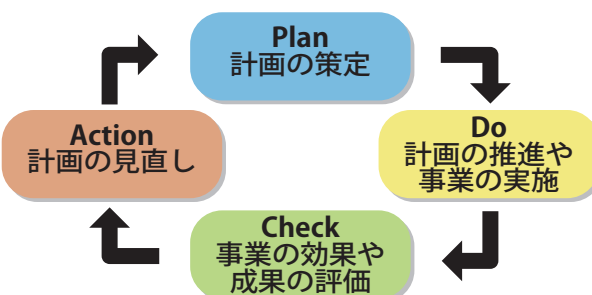 Plan
計画の策定
Do
計画の推進や
事業の実施
Check
事業の効果や
成果の評価
Action
計画の見直し